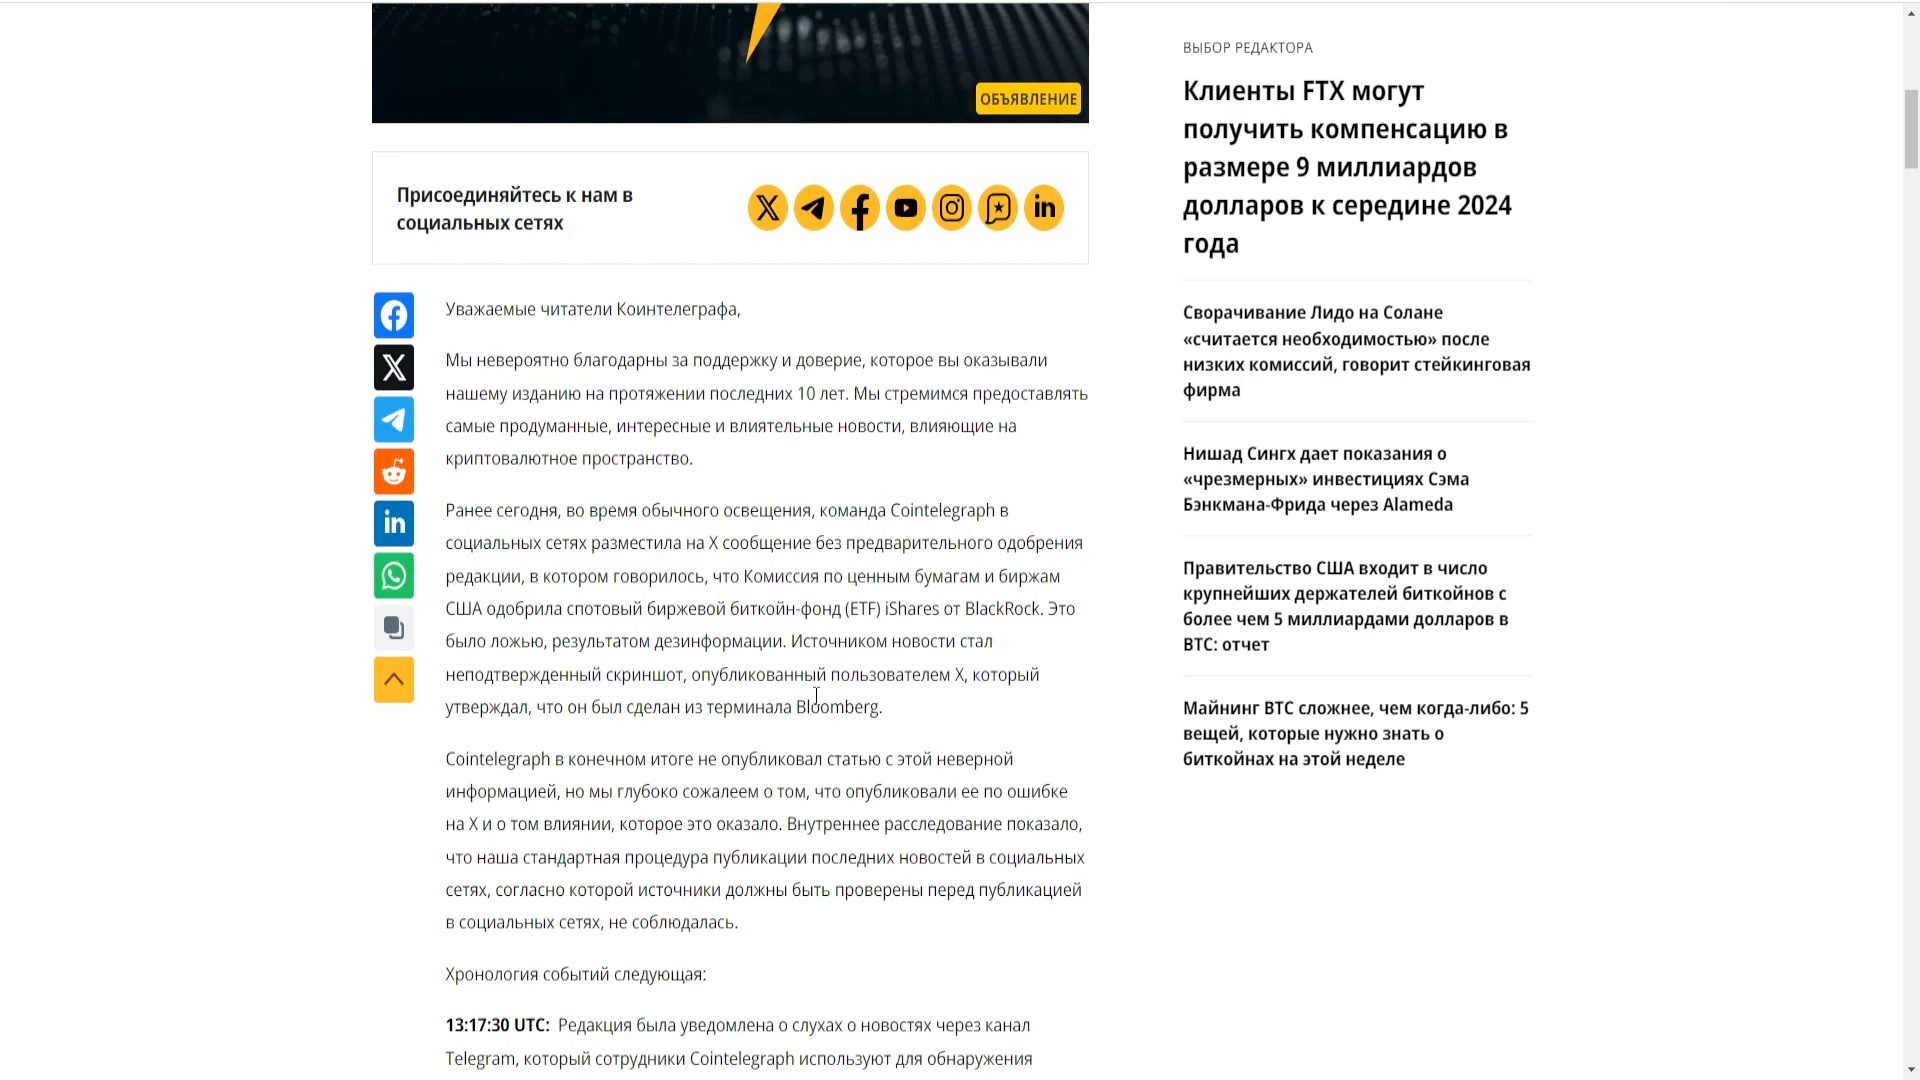 ОБЪЯВЛЕНИЕ
Присоединяйтесь к нам в
социальных сетях
Уважаемые читатели Коинтелеграфа,
Мы невероятно благодарны за поддержку и доверие, которое вы оказывали
нашему изданию на протяжении последних 10 лет. Мы стремимся предоставлять
самые продуманные, интересные и влиятельные новости, влияющие на
криптовалютное пространство.
Ранее сегодня, во время обычного освещения, команда Cointelegraph в
социальных сетях разместила на X сообщение без предварительного одобрения
редакции, в котором говорилось, что Комиссия по ценным бумагам и биржам
США одобрила спотовый биржевой биткойн-фонд (ETF) iShares от BlackRock. Это
было ложью, результатом дезинформации. Источником новости стал
неподтвержденный скриншот, опубликованный пользователем X, который
утверждал, что он был сделан из терминала Bloomberg.
Cointelegraph в конечном итоге не опубликовал статью с этой неверной
информацией, но мы глубоко сожалеем о том, что опубликовали ее по ошибке
на X и о том влиянии, которое это оказало. Внутреннее расследование показало,
что наша стандартная процедура публикации последних новостей в социальных
сетях, согласно которой источники должны быть проверены перед публикацией
в социальных сетях, не соблюдалась.
Хронология событий следующая:
13:17:30 UTC: Редакция была уведомлена о слухах о новостях через канал
Telegram, который сотрудники Cointelegraph используют для обнаружения
ВЫБОР РЕДАКТОРА
Клиенты FTX могут
получить компенсацию в
размере 9 миллиардов
долларов к середине 2024
года
Сворачивание Лидо на Солане
«считается необходимостью» после
низких комиссий, говорит стейкинговая
фирма
Нишад Сингх дает показания о
«чрезмерных» инвестициях Сэма
Бэнкмана-Фрида через Alameda
Правительство США входит в число
крупнейших держателей биткойнов с
более чем 5 миллиардами долларов в
BTC: отчет
Майнинг BTC сложнее, чем когда-либо: 5
вещей, которые нужно знать о
биткойнах на этой неделе